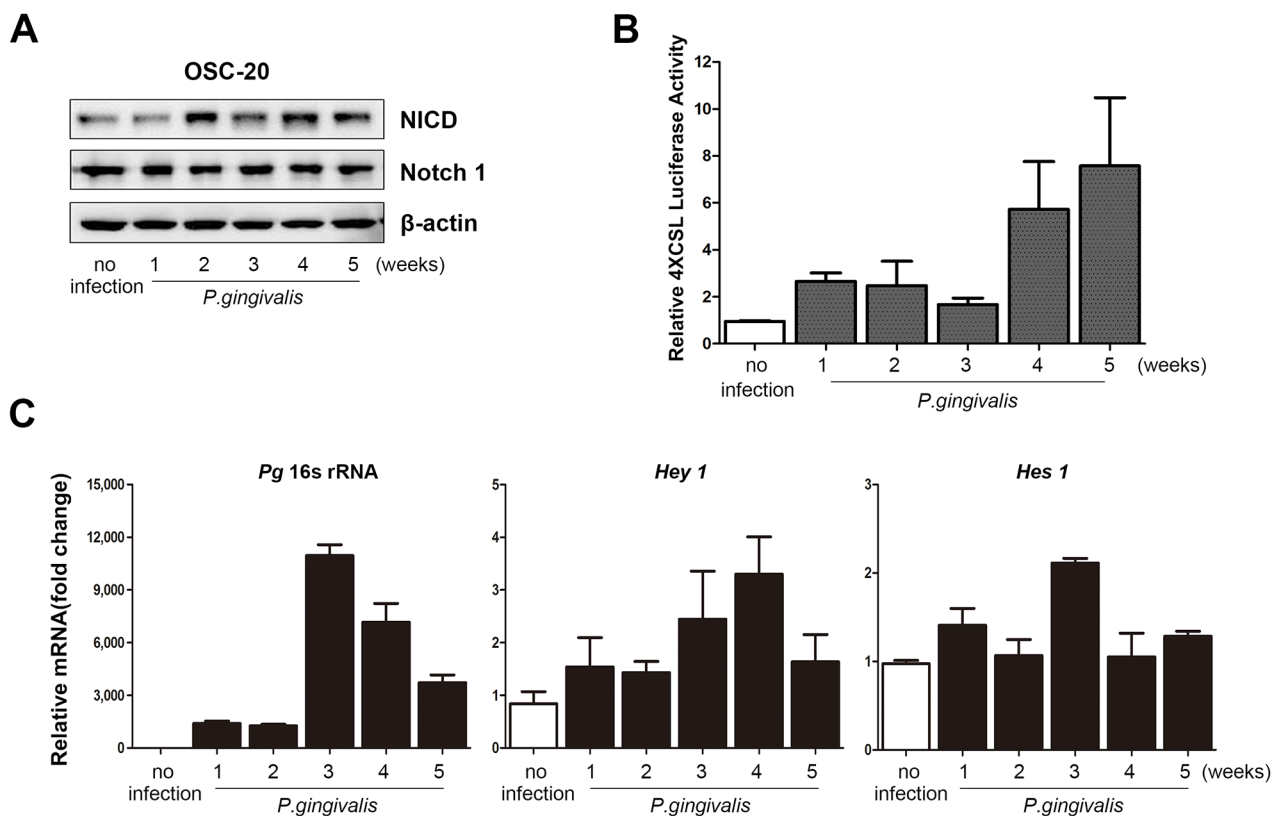 A
OSC-20
NICD
Notch 1
β-actin
no infection 1 2 3 4 5 (weeks)
P.gingivalis
B
Relative 4XCSL Luciferase Activity
12
10
8
6
4
2
0
no infection 1 2 3 4 5 (weeks)
P.gingivalis
C
Relative mRNA(fold change)
Pg 16s rRNA
15,000
12,000
9,000
6,000
3,000
0
no infection 1 2 3 4 5
P.gingivalis
Hey 1
5
4
3
2
1
0
no infection 1 2 3 4 5
P.gingivalis
Hes 1
3
2
1
0
no infection 1 2 3 4 5 (weeks)
P.gingivalis